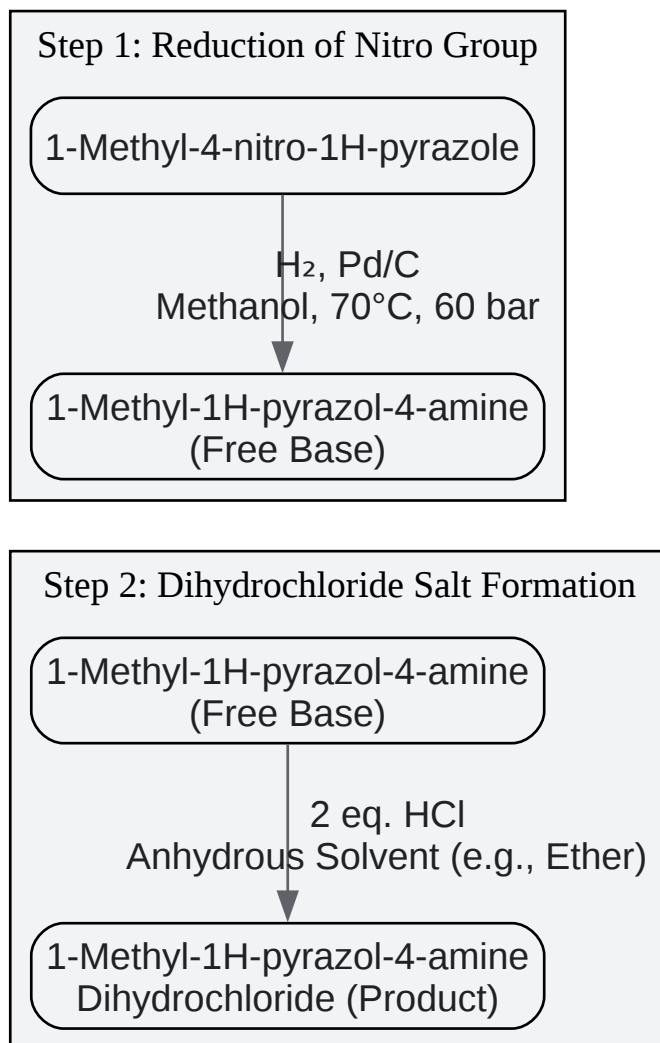 Step 1: Reduction of Nitro Group
1-Methyl-4-nitro-1H-pyrazole
H₂, Pd/C
Methanol, 70°C, 60 bar
1-Methyl-1H-pyrazol-4-amine
(Free Base)
Step 2: Dihydrochloride Salt Formation
1-Methyl-1H-pyrazol-4-amine
(Free Base)
2 eq. HCl
Anhydrous Solvent (e.g., Ether)
1-Methyl-1H-pyrazol-4-amine
Dihydrochloride (Product)